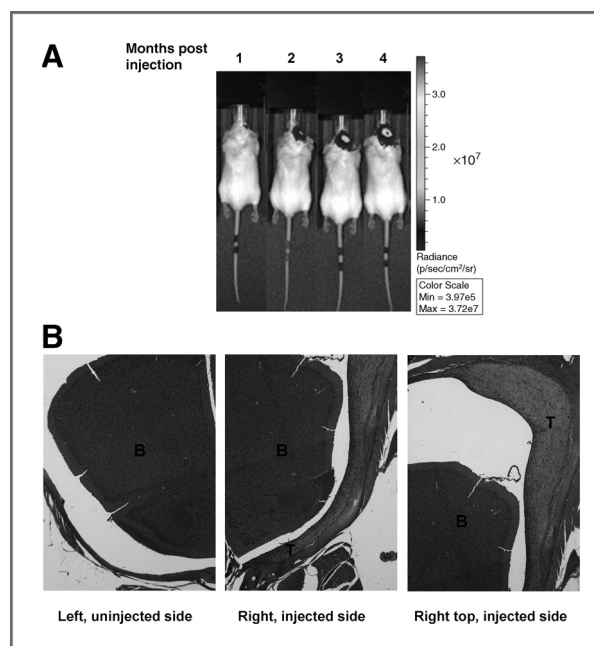 A
Months post
injection
1 2 3 4
3.0
2.0
×10⁷
1.0
Radiance
(p/sec/cm²/sr)
Color Scale
Min = 3.97e5
Max = 3.72e7
B
B B T
T B
Left, uninjected side Right, injected side Right top, injected side